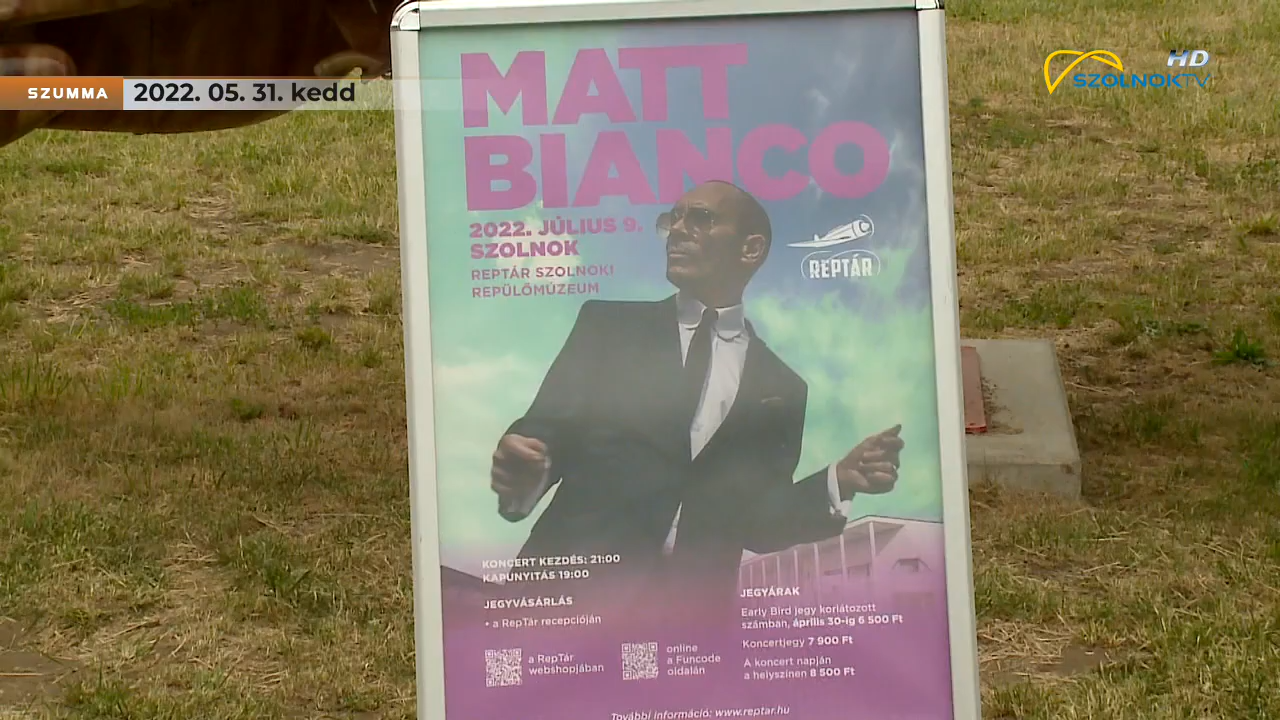 SZUMMA
2022. 05. 31. kedd
HD
SZOLNOKTV
MATT
BIANCO
2022. JÚLIUS 9.
SZOLNOK
REPTÁR SZOLNOKI
REPÜLŐMÚZEUM
REPTÁR
KONCERT KEZDÉS: 21:00
KAPUNYITÁS 19:00
JEGYVÁSÁRLÁS
• a RepTár recepcióján
a RepTár
webshopjában
online
a Funcode
oldalán
JEGYÁRAK
Early Bird jegy korlátozott
számban, április 30-ig 6 500 Ft
Koncertjegy 7 900 Ft
A koncert napján
a helyszínen 8 500 Ft
További információ: www.reptar.hu